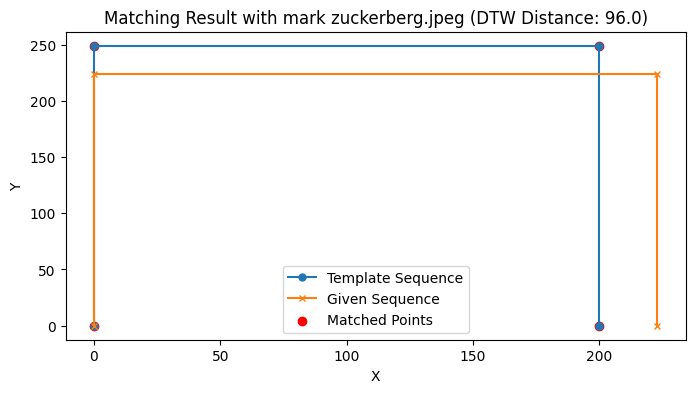 Matching Result with mark zuckerberg.jpeg (DTW Distance: 96.0)
250
200
150
100
50
0
Y
Template Sequence
Given Sequence
Matched Points
0
50
100
150
200
X